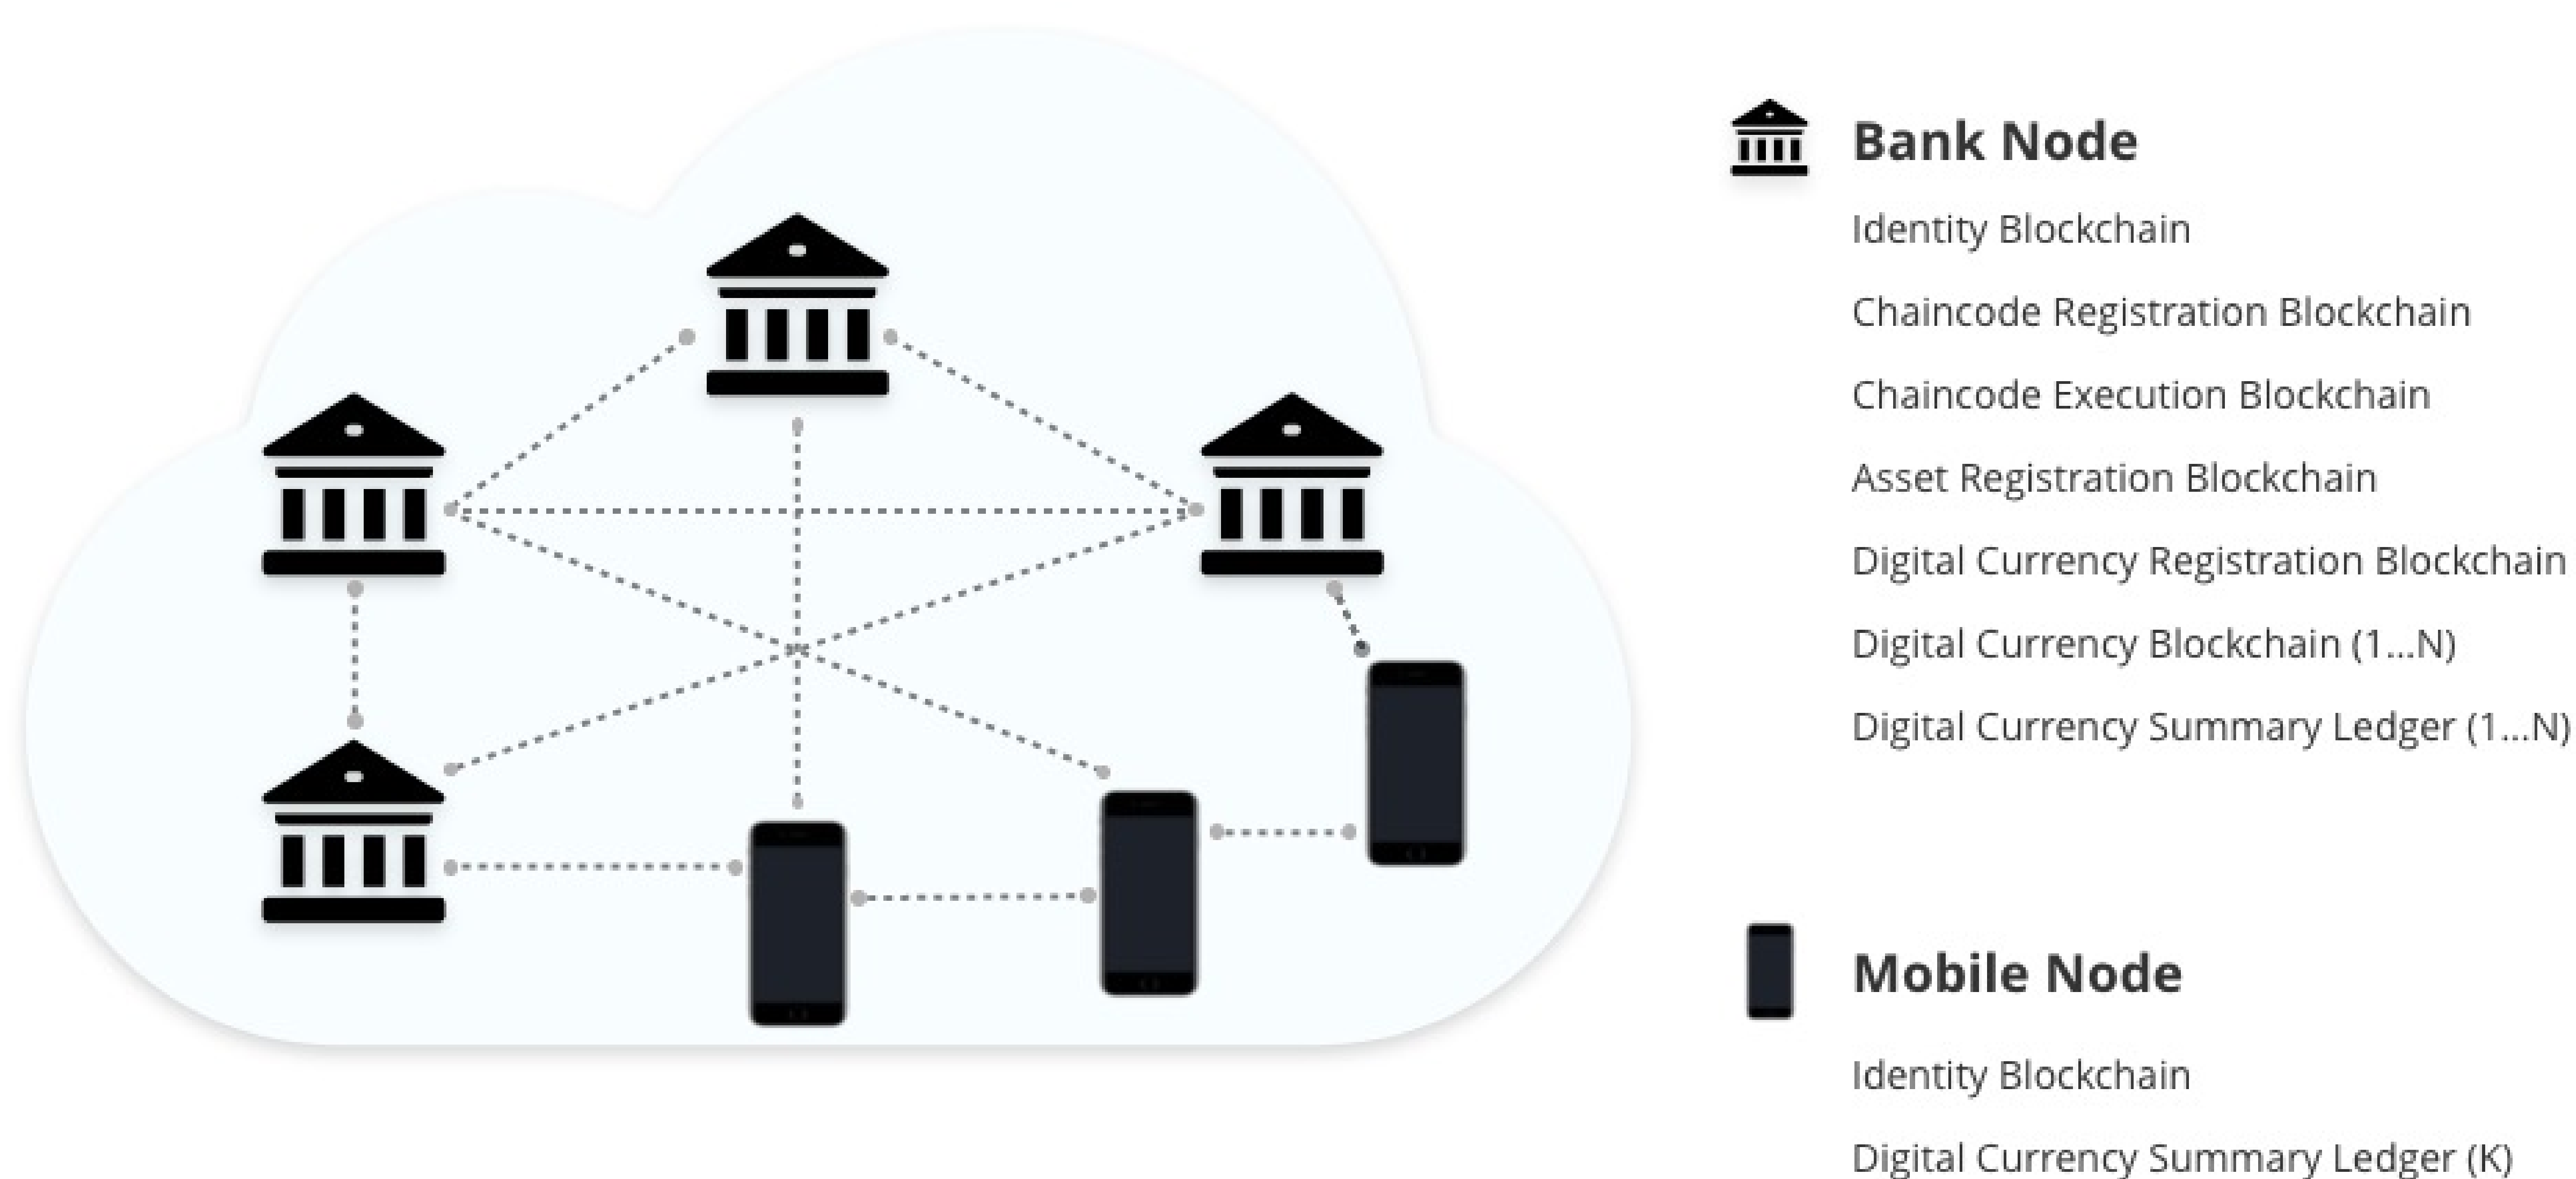 Bank Node
Identity Blockchain
Chaincode Registration Blockchain
Chaincode Execution Blockchain
Asset Registration Blockchain
Digital Currency Registration Blockchain
Digital Currency Blockchain (1...N)
Digital Currency Summary Ledger (1...N)
Mobile Node
Identity Blockchain
Digital Currency Summary Ledger (K)